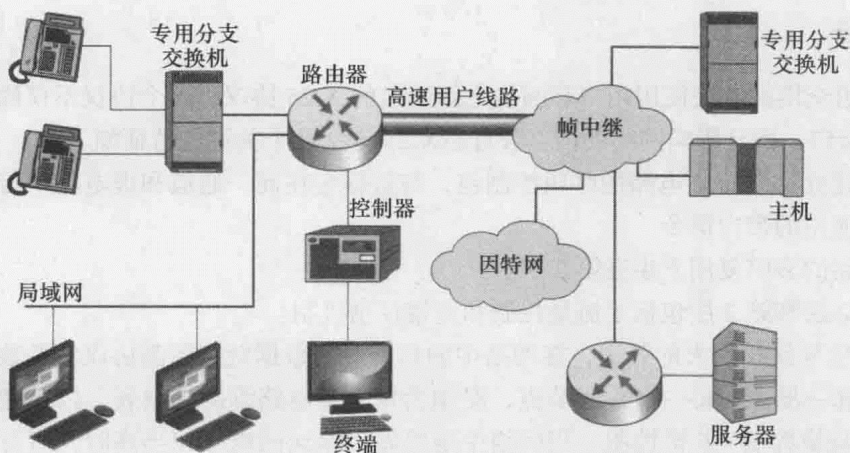 专用分支
交换机
路由器
高速用户线路
帧中继
专用分支
交换机
主机
控制器
因特网
局域网
终端
服务器